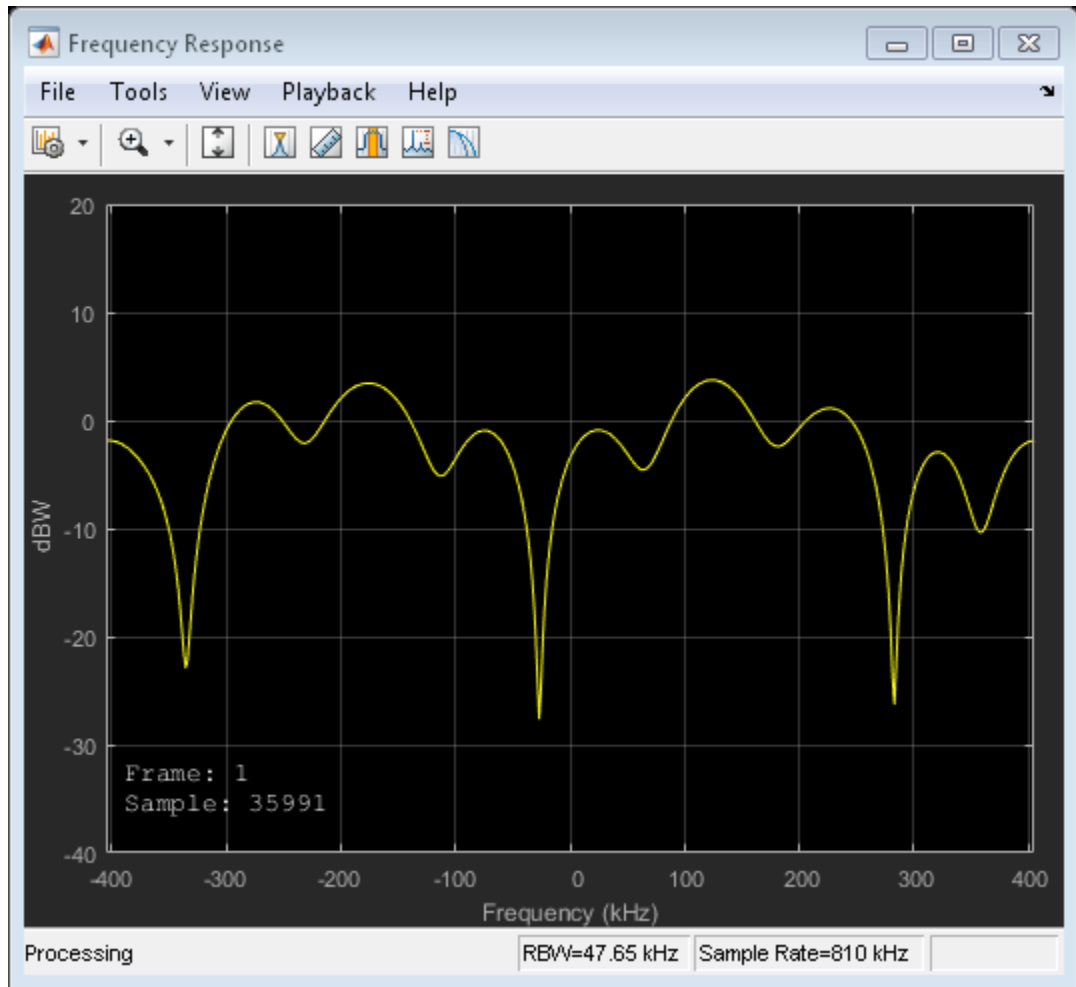 Frequency Response
File Tools View Playback Help
20
10
0
-10
-20
-30
-40
dBW
Frame: 1
Sample: 35991
-400 -300 -200 -100 0 100 200 300 400
Frequency (kHz)
Processing RBW=47.65 kHz Sample Rate=810 kHz